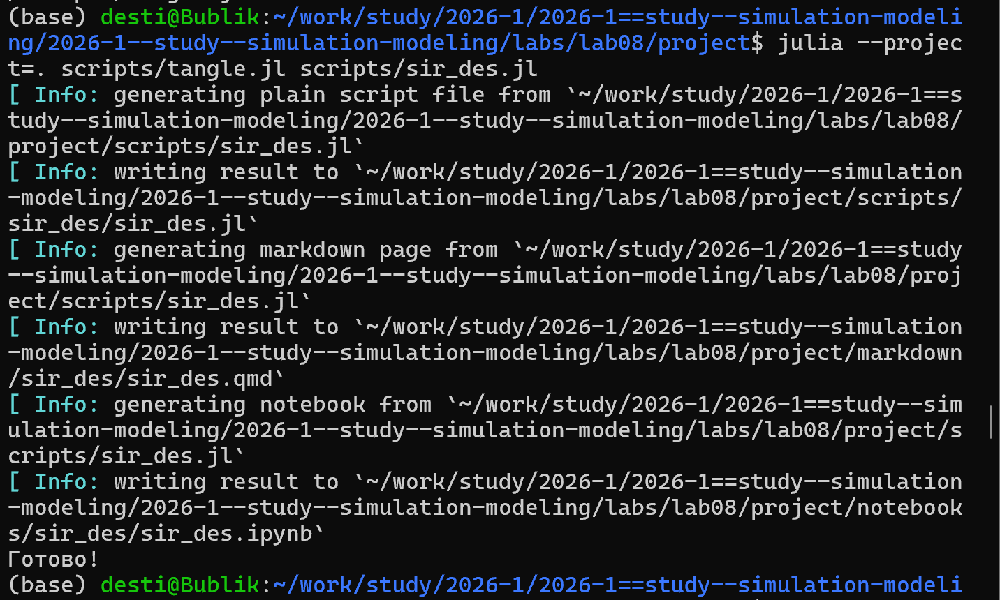 (base) desti@Bublik:~/work/study/2026-1/2026-1==study--simulation-modeli
ng/2026-1--study--simulation-modeling/labs/lab08/project$ julia --projec
t=. scripts/tangle.jl scripts/sir_des.jl
[ Info: generating plain script file from `~/work/study/2026-1/2026-1==s
tudy--simulation-modeling/2026-1--study--simulation-modeling/labs/lab08/
project/scripts/sir_des.jl`
[ Info: writing result to `~/work/study/2026-1/2026-1==study--simulation
-modeling/2026-1--study--simulation-modeling/labs/lab08/project/scripts/
sir_des/sir_des.jl`
[ Info: generating markdown page from `~/work/study/2026-1/2026-1==study
--simulation-modeling/2026-1--study--simulation-modeling/labs/lab08/proj
ect/scripts/sir_des.jl`
[ Info: writing result to `~/work/study/2026-1/2026-1==study--simulation
-modeling/2026-1--study--simulation-modeling/labs/lab08/project/markdown
/sir_des/sir_des.qmd`
[ Info: generating notebook from `~/work/study/2026-1/2026-1==study--sim
ulation-modeling/2026-1--study--simulation-modeling/labs/lab08/project/s
cripts/sir_des.jl`
[ Info: writing result to `~/work/study/2026-1/2026-1==study--simulation
-modeling/2026-1--study--simulation-modeling/labs/lab08/project/notebook
s/sir_des/sir_des.ipynb`
Готово!
(base) desti@Bublik:~/work/study/2026-1/2026-1==study--simulation-modeli